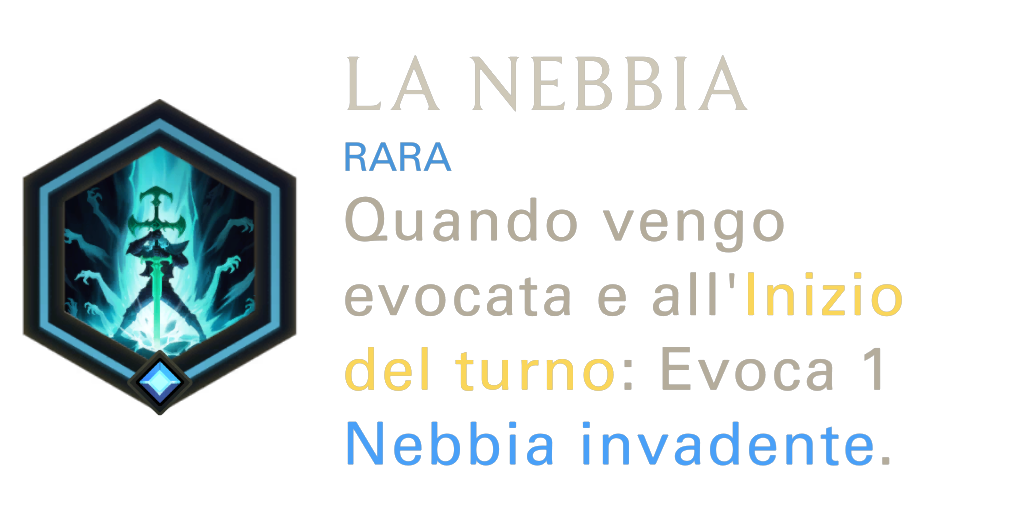 LA NEBBIA
RARA
Quando vengo
evocata e all'Inizio
del turno: Evoca 1
Nebbia invadente.